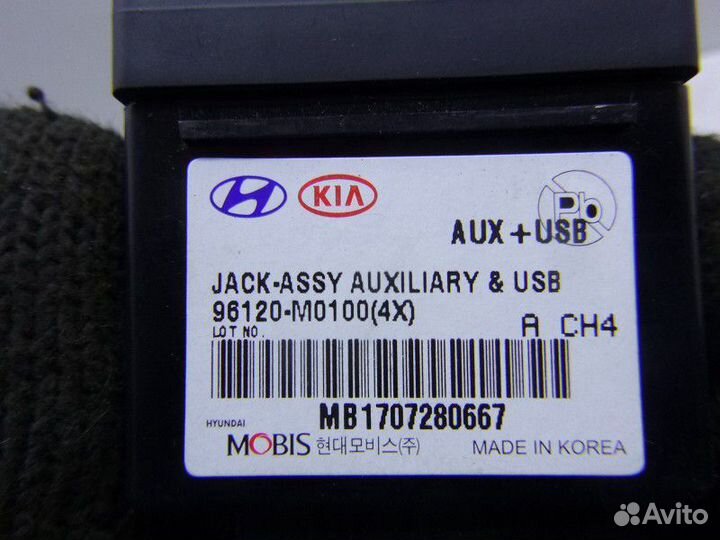 KIA
Pb
AUX+USB
JACK-ASSY AUXILIARY & USB
96120-M0100(4X)
LOT NO.
A CH4
MB1707280667
HYUNDAI
MOBIS 현대모비스(주)
MADE IN KOREA
Avito